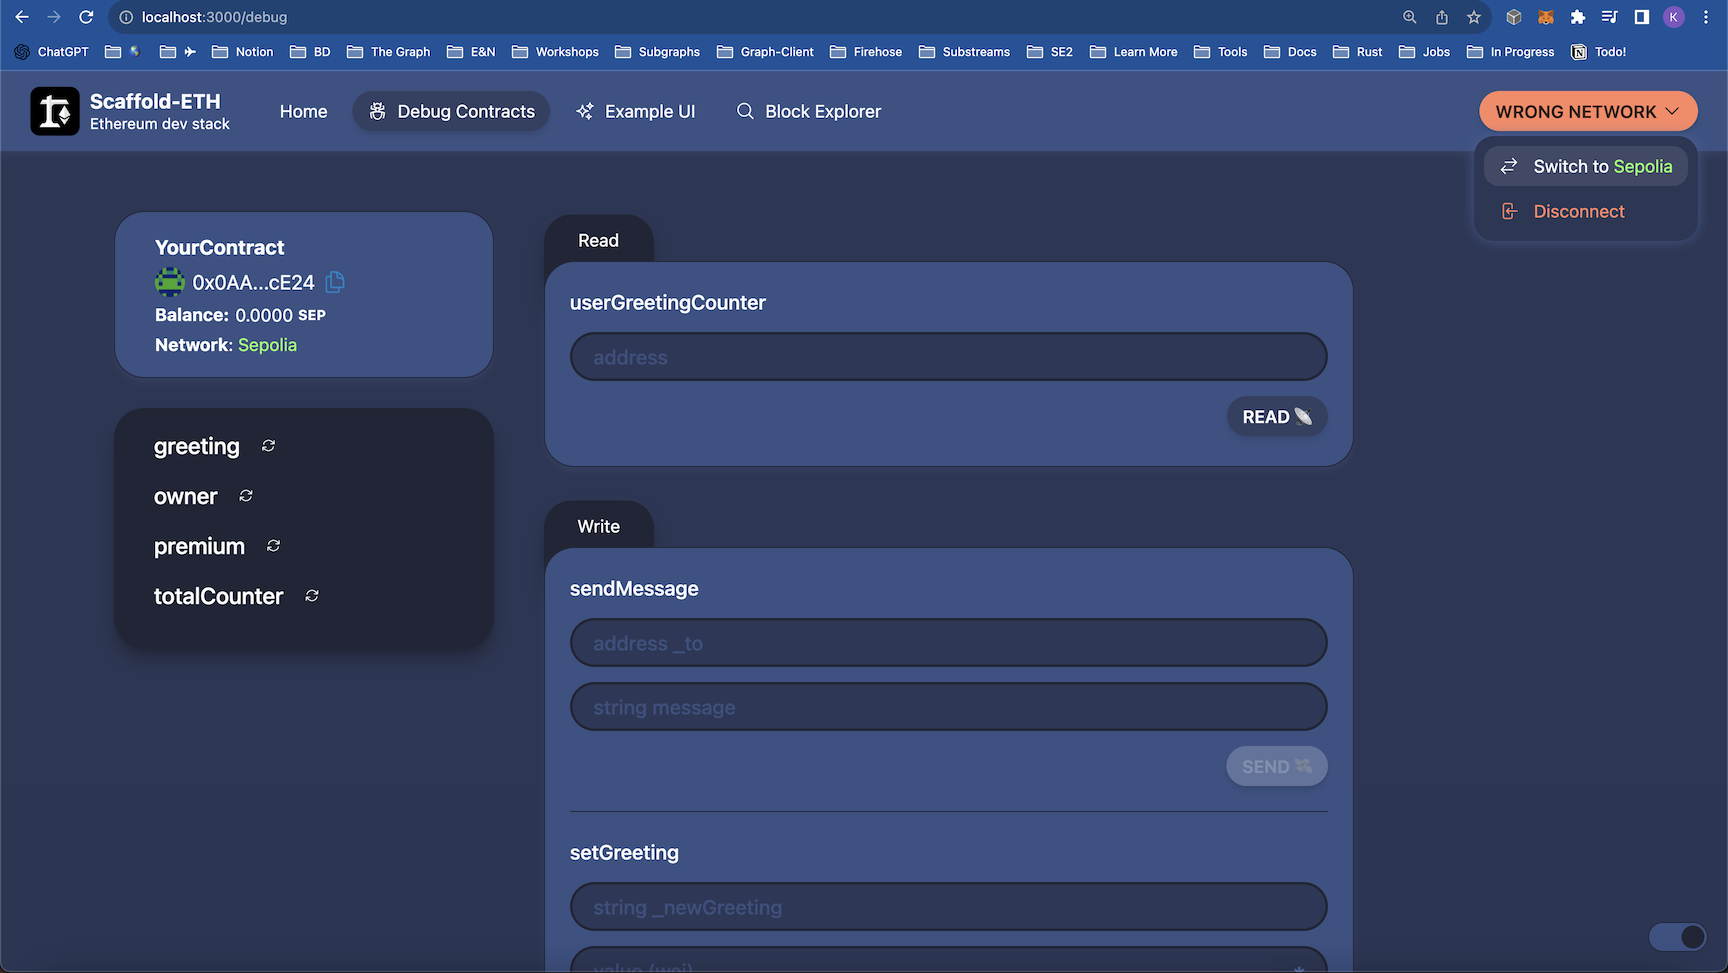 localhost:3000/debug
K
ChatGPT
Notion
BD
The Graph
E&N
Workshops
Subgraphs
Graph-Client
Firehose
Substreams
SE2
Learn More
Tools
Docs
Rust
Jobs
In Progress
Todo!
Scaffold-ETH
Ethereum dev stack
Home
Debug Contracts
Example UI
Block Explorer
WRONG NETWORK
Switch to Sepolia
Disconnect
YourContract
0x0AA...cE24
Balance: 0.0000 SEP
Network: Sepolia
greeting
owner
premium
totalCounter
Read
userGreetingCounter
address
READ
Write
sendMessage
address _to
string message
SEND
setGreeting
string _newGreeting
value (wei)
*